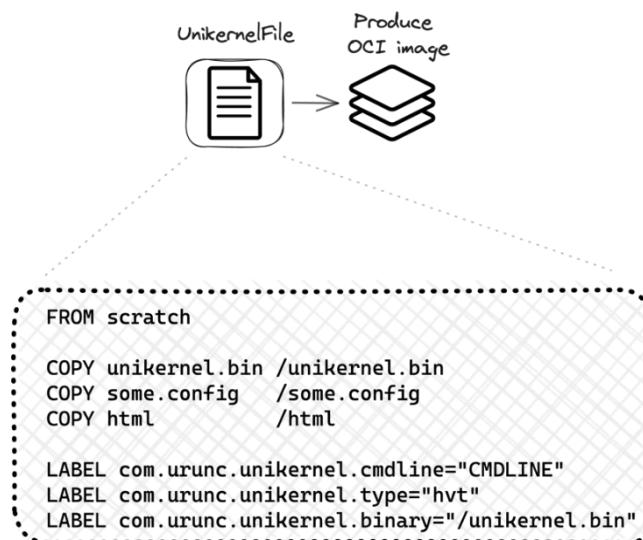 UnikernelFile
Produce
OCI image
FROM scratch
COPY unikernel.bin /unikernel.bin
COPY some.config   /some.config
COPY html          /html
LABEL com.urunc.unikernel.cmdline="CMDLINE"
LABEL com.urunc.unikernel.type="hvt"
LABEL com.urunc.unikernel.binary="/unikernel.bin"